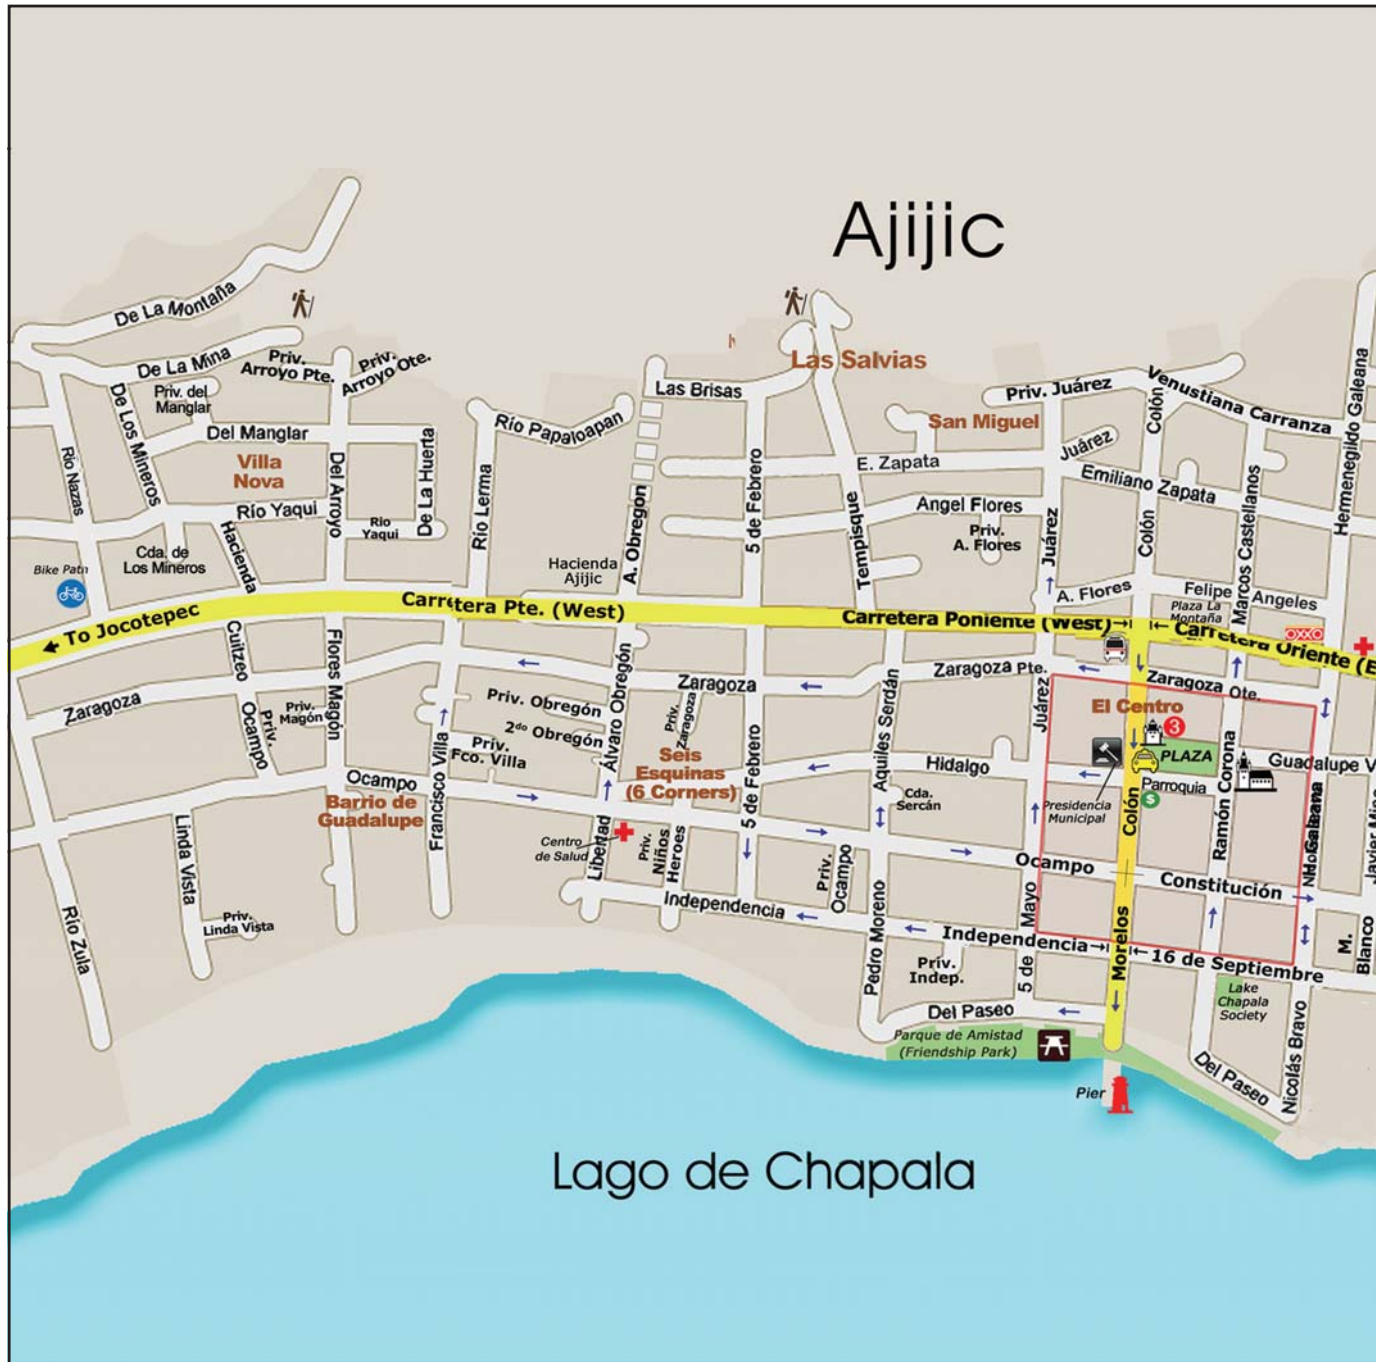 Ajijic
De La Montaña
De La Mina
Priv.
Arroyo Pte.
Priv.
Arroyo Ote.
Las Salvias
Las Brisas
Priv. Juárez
Venustiana Carranza
Hermenegildo Galeana
Priv. del
Manglar
De Los Mineros
Del Manglar
Río Papaloapan
San Miguel
Juárez
Colón
Villa
Nova
Río Nazas
Del Arroyo
De La Huerta
Río Lerma
5 de Febrero
E. Zapata
Emiliano Zapata
Marcos Castellanos
Río Yaqui
Rio
Yaqui
A. Obregon
Tempisque
Angel Flores
Priv.
A. Flores
Juárez
Colón
Cda. de
Los Mineros
Hacienda
Hacienda
Ajijic
Bike Path
A. Flores
Felipe Angeles
Plaza La
Montaña
To Jocotepec
Carretera Pte. (West)
Carretera Poniente (West)
Carretera Oriente (E
OXXO
Cuitzeo
Flores Magón
Alvaro Obregón
Zaragoza
Zaragoza
Zaragoza Pte.
Zaragoza Ote.
Aquiles Serdán
Juárez
El Centro
3
Priv.
Magón
Priv.
Ocampo
Francisco Villa
Priv. Obregón
2do Obregón
Priv.
Fco. Villa
Priv.
Zaragoza
Seis
Esquinas
(6 Corners)
5 de Febrero
Hidalgo
PLAZA
Parroquia
$
Guadalupe V
Ramón Corona
Colón
Presidencia
Municipal
Cda.
Sercán
Ocampo
Barrio de
Guadalupe
Linda Vista
Centro
de Salud
Libertad
Priv.
Niños
Heroes
Priv.
Ocampo
Ocampo
Constitución
Priv.
Linda Vista
Río Zula
Independencia
Pedro Moreno
5 de Mayo
Independencia
Priv.
Indep.
Morelos
16 de Septiembre
M.
Blanco
Lake
Chapala
Society
Nicolás Bravo
Del Paseo
Parque de Amistad
(Friendship Park)
Del Paseo
Pier
Lago de Chapala